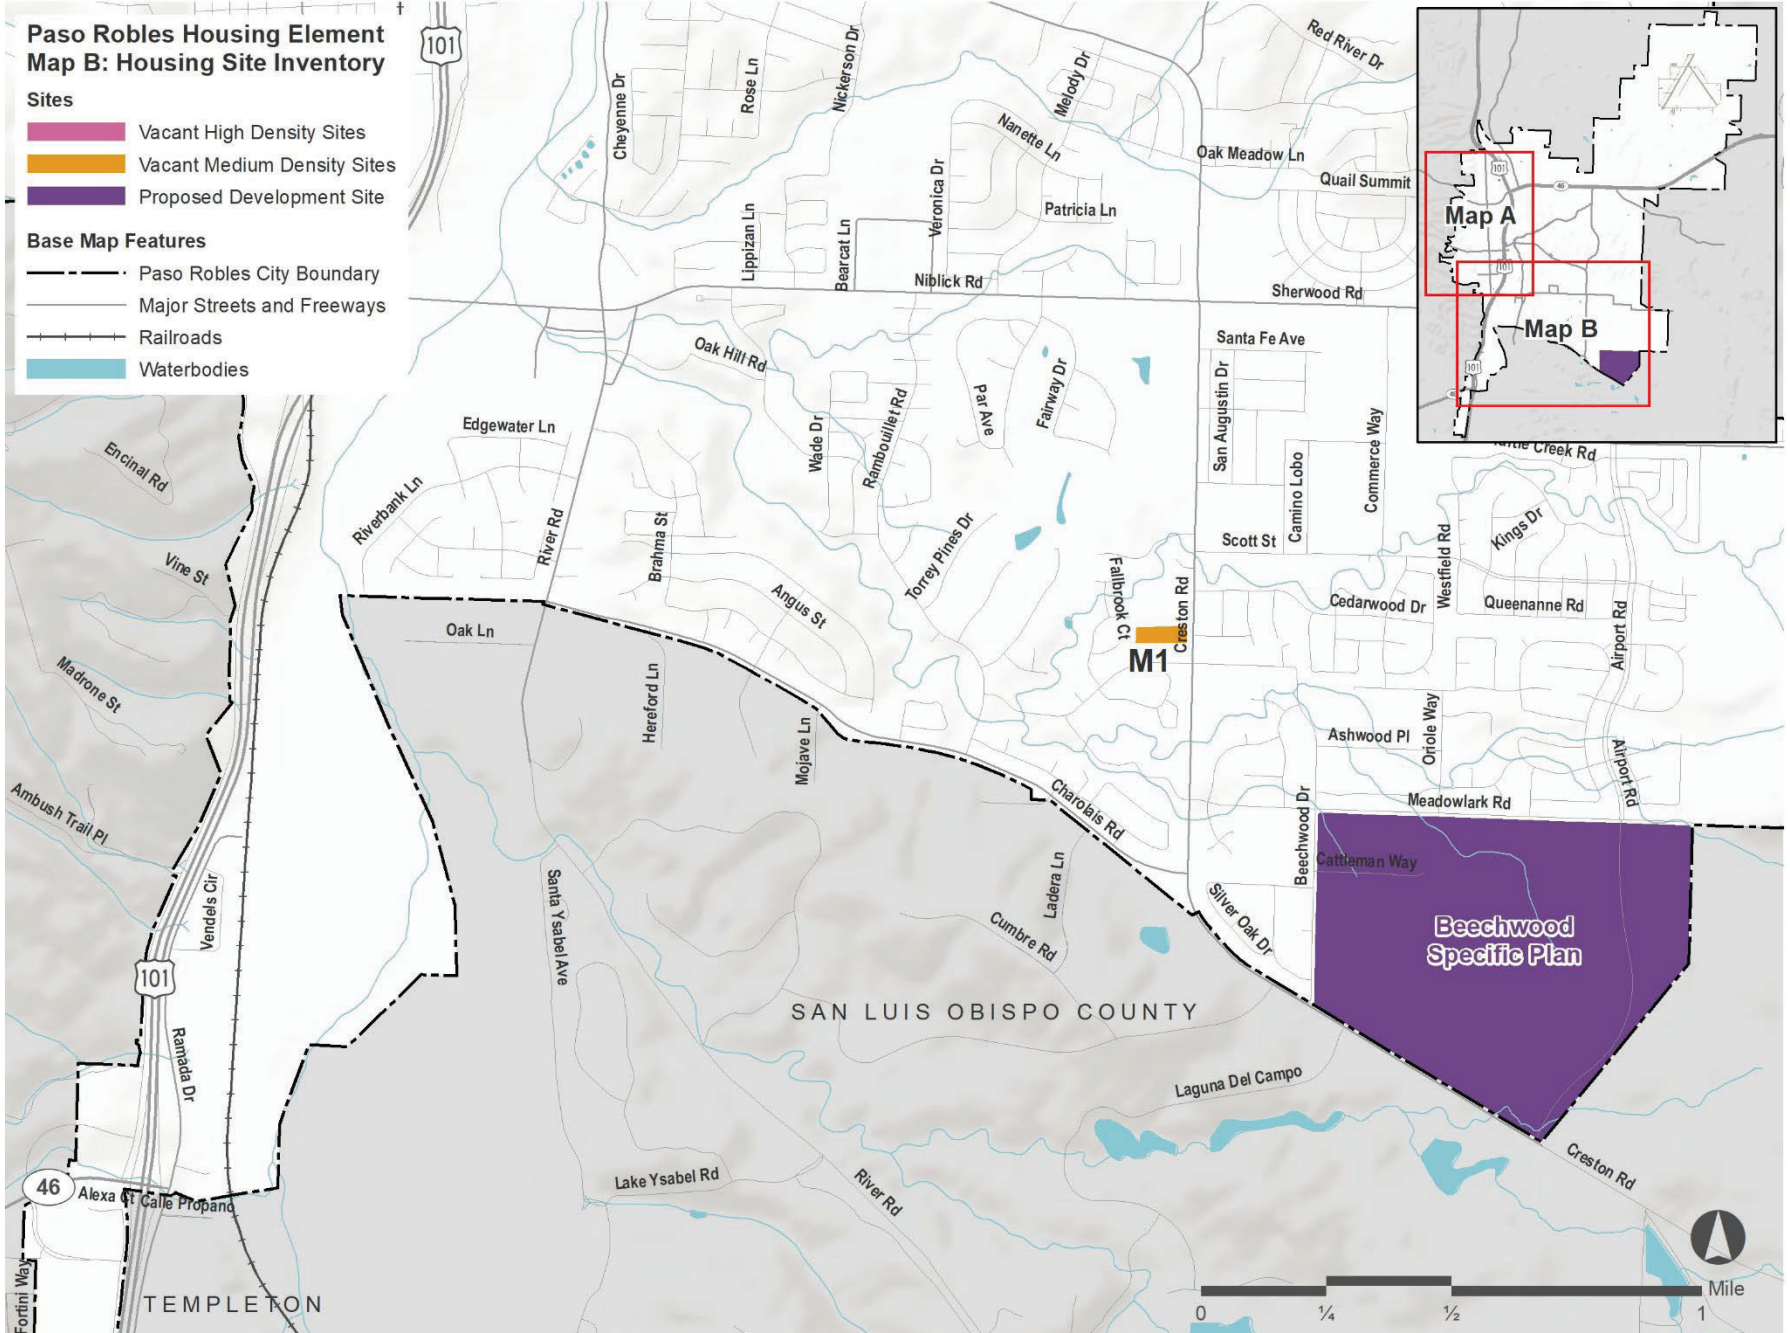 Paso Robles Housing Element
Map B: Housing Site Inventory
Sites
Vacant High Density Sites
Vacant Medium Density Sites
Proposed Development Site
Base Map Features
Paso Robles City Boundary
Major Streets and Freeways
Railroads
Waterbodies
101
Cheyenne Dr
Rose Ln
Nickerson Dr
Melody Dr
Red River Dr
Nanette Ln
Oak Meadow Ln
Quail Summit
Veronica Dr
Patricia Ln
Lippizan Ln
Bearcat Ln
Niblick Rd
Sherwood Rd
101
46
Map A
101
Map B
101
Santa Fe Ave
Oak Hill Rd
Wade Dr
Rambouillet Rd
Par Ave
Fairway Dr
San Augustin Dr
Camino Lobo
Commerce Way
Creek Rd
Edgewater Ln
Encinal Rd
Riverbank Ln
River Rd
Brahma St
Torrey Pines Dr
Scott St
Westfield Rd
Kings Dr
Vine St
Angus St
Fallbrook Ct
Creston Rd
Cedarwood Dr
Queenanne Rd
Airport Rd
Oak Ln
M1
Madrone St
Hereford Ln
Mojave Ln
Ashwood Pl
Oriole Way
Airport Rd
Ambush Trail Pl
Charolais Rd
Beechwood Dr
Meadowlark Rd
Cattleman Way
Vendels Cir
Santa Ysabel Ave
Ladera Ln
Cumbre Rd
Silver Oak Dr
Beechwood
Specific Plan
101
SAN LUIS OBISPO COUNTY
Ramada Dr
Laguna Del Campo
Creston Rd
46
Alexa Ct
Calle Propano
Lake Ysabel Rd
River Rd
Fortini Way
TEMPLETON
Mile
0
¼
½
1